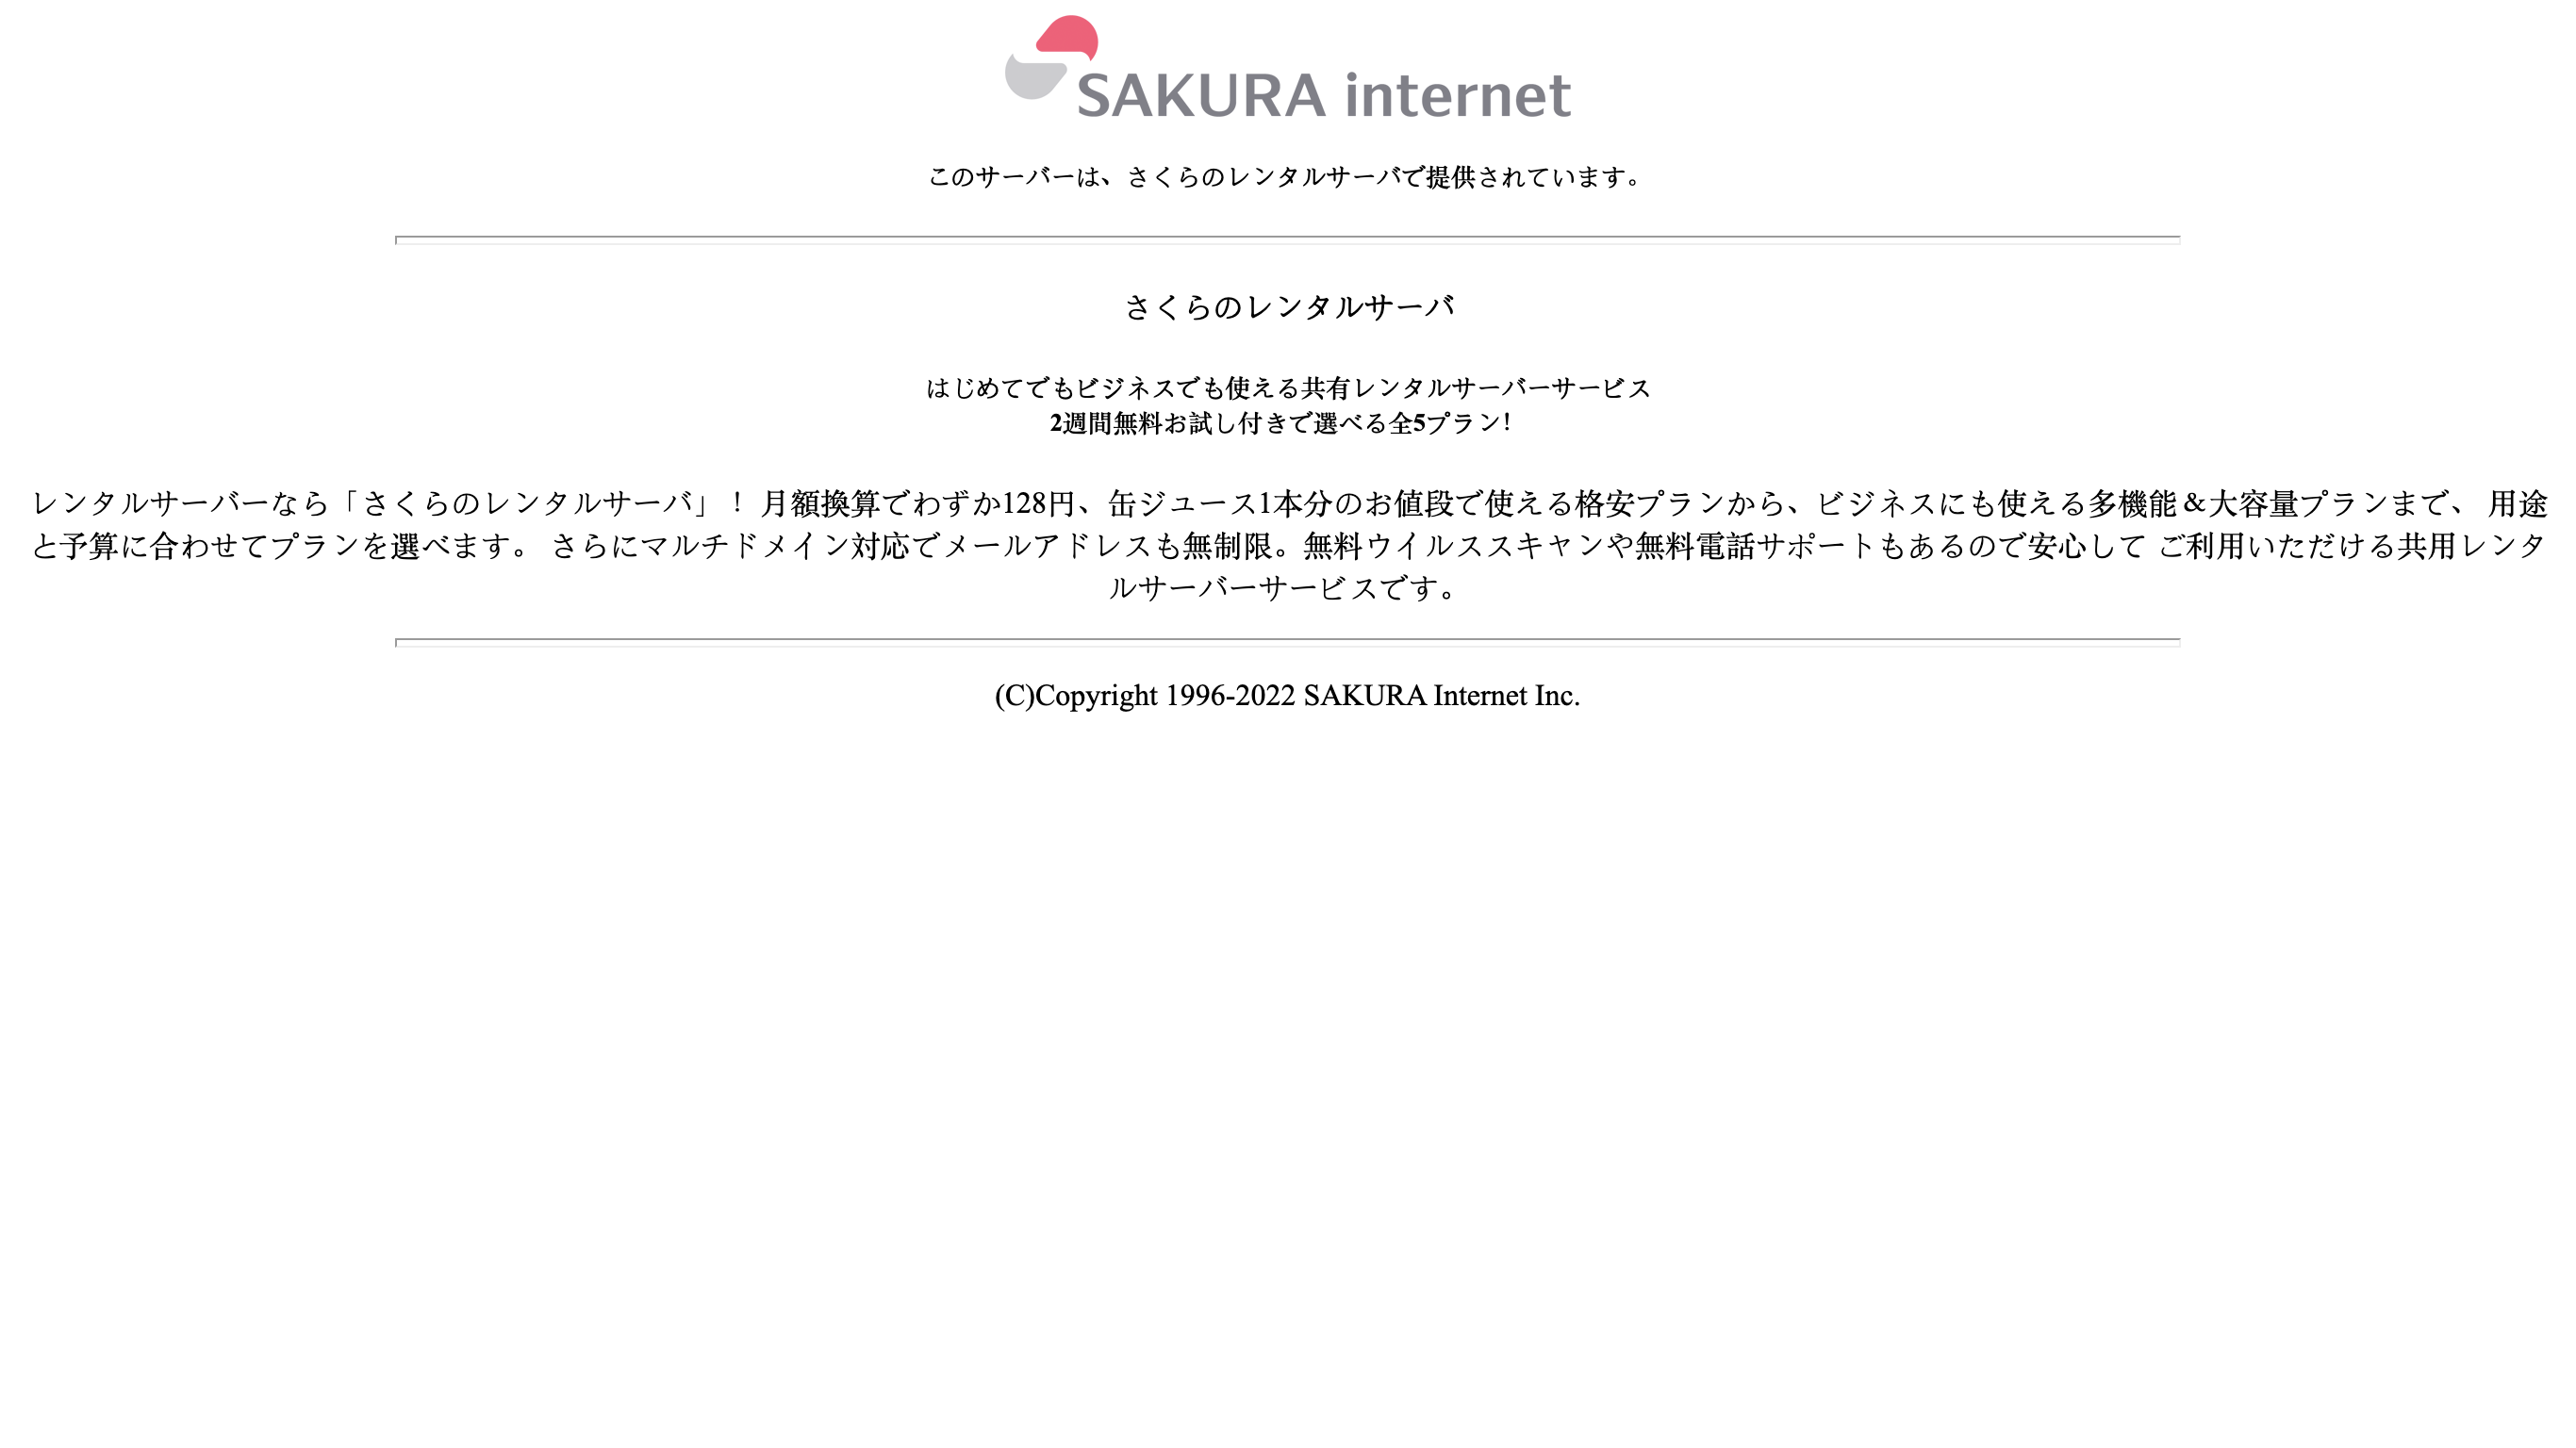 SAKURA internet
このサーバーは、さくらのレンタルサーバで提供されています。
さくらのレンタルサーバ
はじめてでもビジネスでも使える共有レンタルサーバーサービス
2週間無料お試し付きで選べる全5プラン!
レンタルサーバーなら「さくらのレンタルサーバ」！ 月額換算でわずか128円、缶ジュース1本分のお値段で使える格安プランから、ビジネスにも使える多機能＆大容量プランまで、 用途
と予算に合わせてプランを選べます。 さらにマルチドメイン対応でメールアドレスも無制限。無料ウイルススキャンや無料電話サポートもあるので安心して ご利用いただける共用レンタ
ルサーバーサービスです。
(C)Copyright 1996-2022 SAKURA Internet Inc.